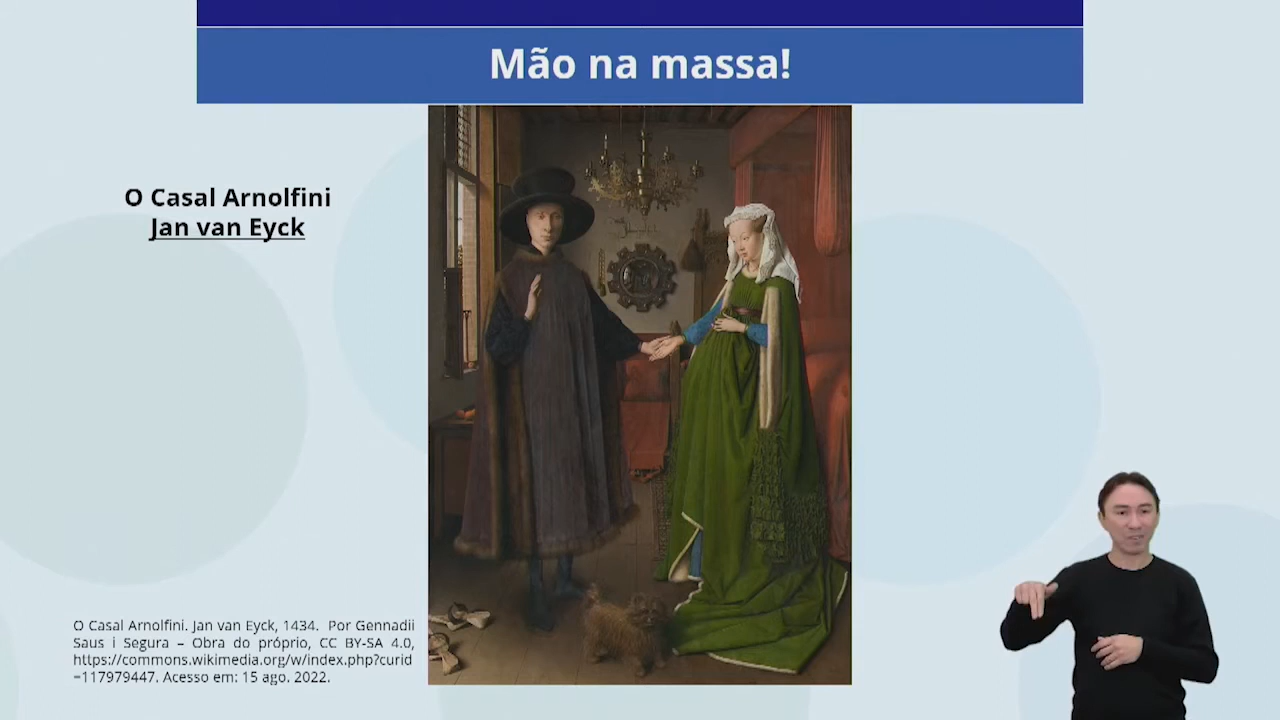 Mão na massa!
O Casal Arnolfini
Jan van Eyck
O Casal Arnolfini. Jan van Eyck, 1434. Por Gennadii
Saus i Segura – Obra do próprio, CC BY-SA 4.0,
https://commons.wikimedia.org/w/index.php?curid
=117979447. Acesso em: 15 ago. 2022.